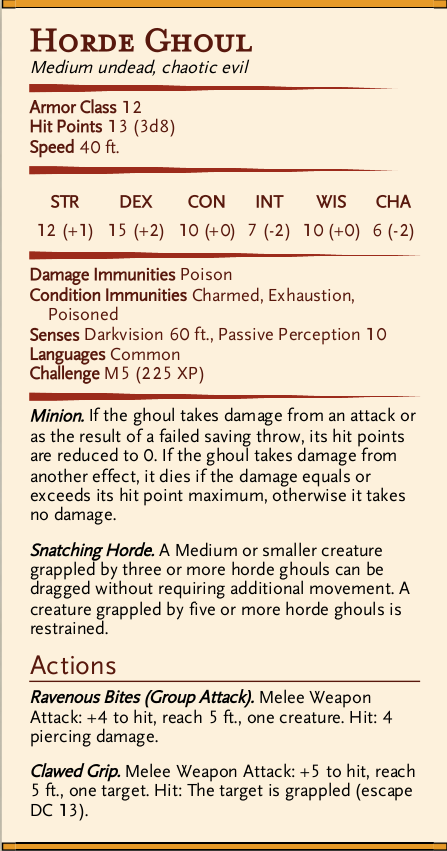 Horde Ghoul
Medium undead, chaotic evil
Armor Class 12
Hit Points 13 (3d8)
Speed 40 ft.
STR DEX CON INT WIS CHA
12 (+1) 15 (+2) 10 (+0) 7 (-2) 10 (+0) 6 (-2)
Damage Immunities Poison
Condition Immunities Charmed, Exhaustion,
Poisoned
Senses Darkvision 60 ft., Passive Perception 10
Languages Common
Challenge M5 (225 XP)
Minion. If the ghoul takes damage from an attack or
as the result of a failed saving throw, its hit points
are reduced to 0. If the ghoul takes damage from
another effect, it dies if the damage equals or
exceeds its hit point maximum, otherwise it takes
no damage.
Snatching Horde. A Medium or smaller creature
grappled by three or more horde ghouls can be
dragged without requiring additional movement. A
creature grappled by five or more horde ghouls is
restrained.
Actions
Ravenous Bites (Group Attack). Melee Weapon
Attack: +4 to hit, reach 5 ft., one creature. Hit: 4
piercing damage.
Clawed Grip. Melee Weapon Attack: +5 to hit, reach
5 ft., one target. Hit: The target is grappled (escape
DC 13).